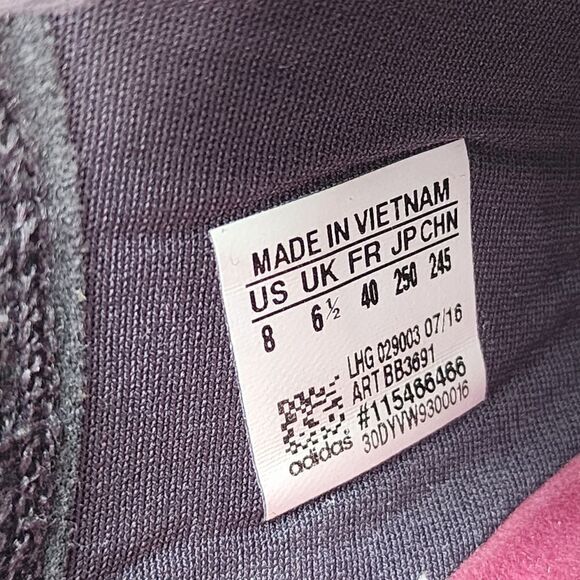 MADE IN VIETNAM
US UK FR JP CHN
8 6½ 40 250 245
LHG 029003 07/16
ART BB3691
#115466466
30DYVW9300016
adidas